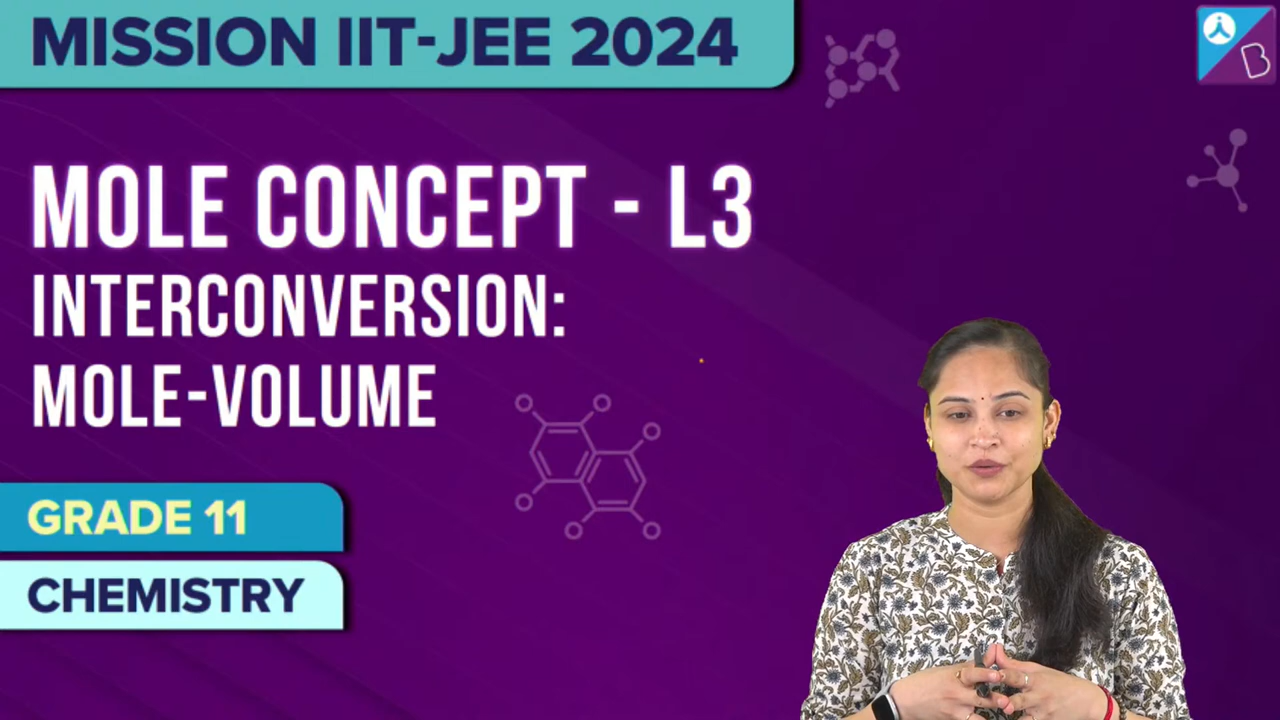 MISSION IIT-JEE 2024
MOLE CONCEPT - L3
INTERCONVERSION:
MOLE-VOLUME
GRADE 11
CHEMISTRY
B